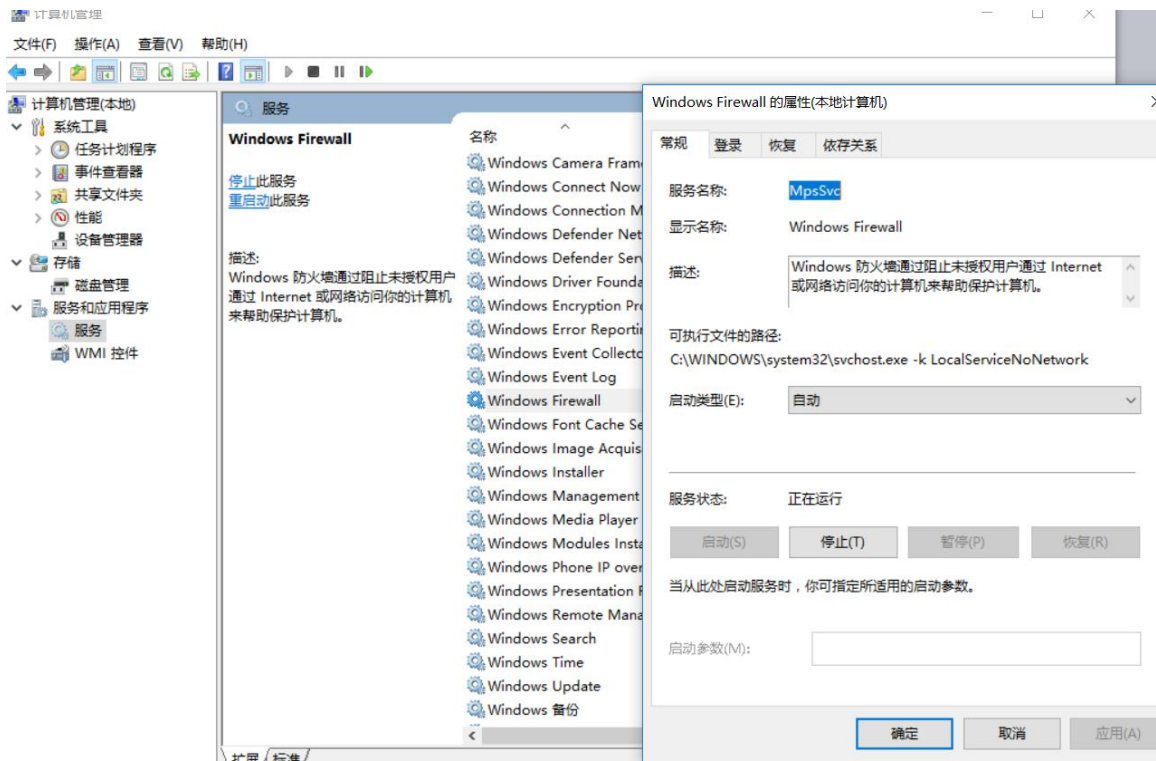 计算机管理
文件(F) 操作(A) 查看(V) 帮助(H)
计算机管理(本地)
系统工具
任务计划程序
事件查看器
共享文件夹
性能
设备管理器
存储
磁盘管理
服务和应用程序
服务
WMI 控件
服务
Windows Firewall
停止此服务
重启动此服务
描述:
Windows 防火墙通过阻止未授权用户
通过 Internet 或网络访问你的计算机
来帮助保护计算机。
名称
Windows Camera Fram
Windows Connect Now
Windows Connection M
Windows Defender Net
Windows Defender Serv
Windows Driver Founda
Windows Encryption Pro
Windows Error Reportin
Windows Event Collecto
Windows Event Log
Windows Firewall
Windows Font Cache Se
Windows Image Acquis
Windows Installer
Windows Management
Windows Media Player
Windows Modules Insta
Windows Phone IP over
Windows Presentation F
Windows Remote Mana
Windows Search
Windows Time
Windows Update
Windows 备份
扩展 标准
Windows Firewall 的属性(本地计算机)
常规 登录 恢复 依存关系
服务名称: MpsSvc
显示名称: Windows Firewall
描述: Windows 防火墙通过阻止未授权用户通过 Internet
或网络访问你的计算机来帮助保护计算机。
可执行文件的路径:
C:\WINDOWS\system32\svchost.exe -k LocalServiceNoNetwork
启动类型(E): 自动
服务状态: 正在运行
启动(S) 停止(T) 暂停(P) 恢复(R)
当从此处启动服务时，你可指定所适用的启动参数。
启动参数(M):
确定 取消 应用(A)